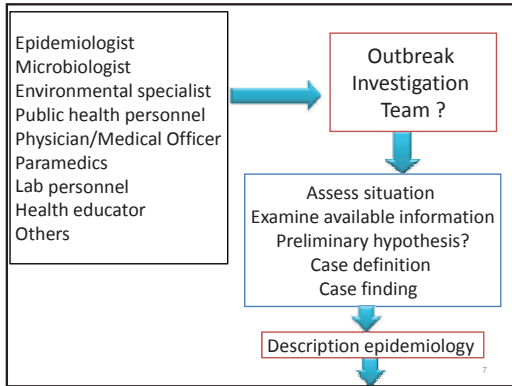 Epidemiologist
Microbiologist
Environmental specialist
Public health personnel
Physician/Medical Officer
Paramedics
Lab personnel
Health educator
Others
Outbreak
Investigation
Team ?
Assess situation
Examine available information
Preliminary hypothesis?
Case definition
Case finding
Description epidemiology
7